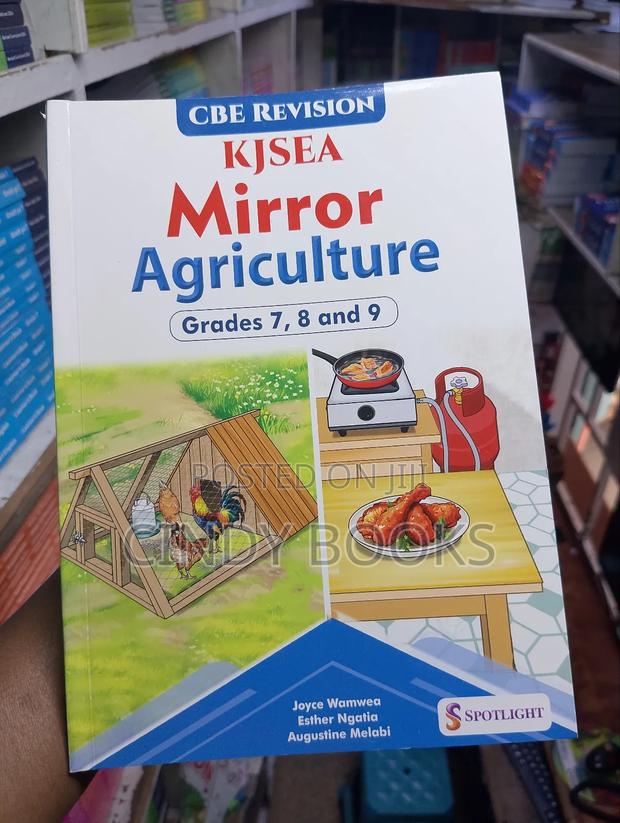 CBE REVISION
KJSEA
Mirror
Agriculture
Grades 7, 8 and 9
POSTED ON JIJI
CINDY BOOKS
Joyce Wamwea
Esther Ngatia
Augustine Melabi
SPOTLIGHT